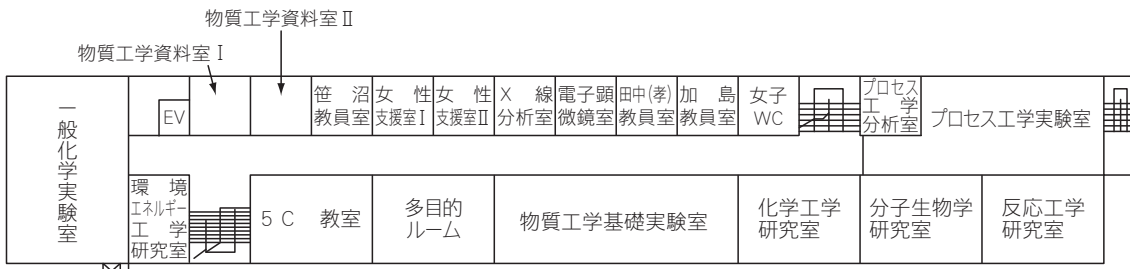 物質工学資料室Ⅱ
物質工学資料室Ⅰ
一般化学実験室
EV
笹沼
教員室
女性
支援室Ⅰ
女性
支援室Ⅱ
X線
分析室
電子顕
微鏡室
田中(孝)
教員室
加島
教員室
女子
WC
プロセス
工学
分析室
プロセス工学実験室
環境
エネルギー
工学
研究室
5C 教室
多目的
ルーム
物質工学基礎実験室
化学工学
研究室
分子生物学
研究室
反応工学
研究室